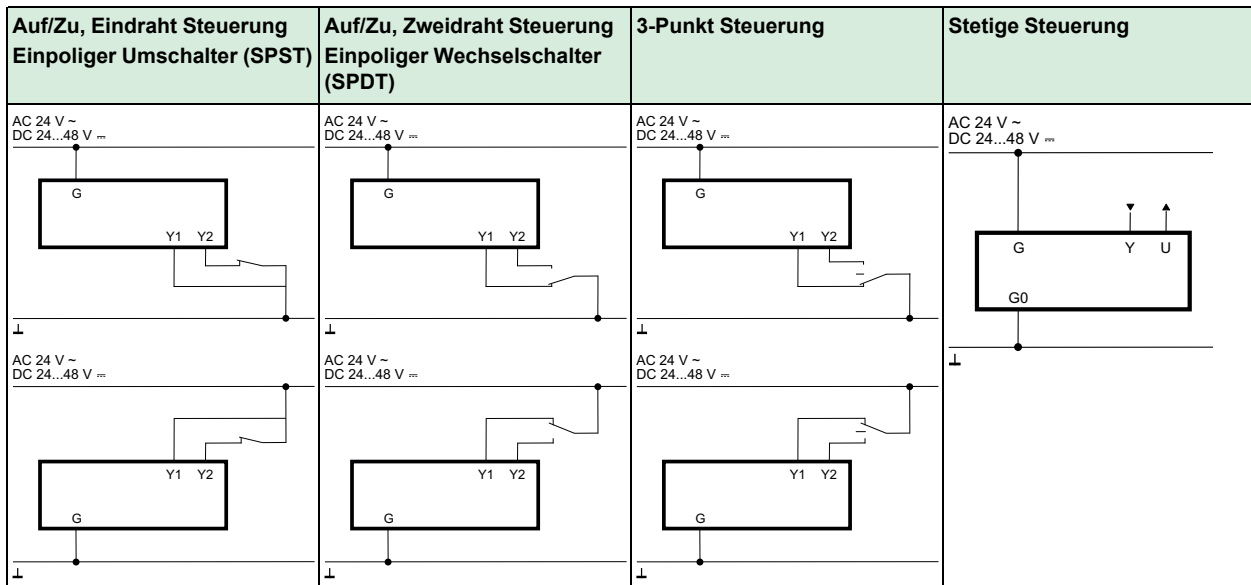 Auf/Zu, Eindraht Steuerung
Einpoliger Umschalter (SPST)
Auf/Zu, Zweidraht Steuerung
Einpoliger Wechselschalter
(SPDT)
3-Punkt Steuerung
Stetige Steuerung
AC 24 V ~
DC 24...48 V ⎓
G
Y1 Y2
AC 24 V ~
DC 24...48 V ⎓
G
Y1 Y2
AC 24 V ~
DC 24...48 V ⎓
G
Y1 Y2
AC 24 V ~
DC 24...48 V ⎓
G Y U
G0
AC 24 V ~
DC 24...48 V ⎓
Y1 Y2
G
AC 24 V ~
DC 24...48 V ⎓
Y1 Y2
G
AC 24 V ~
DC 24...48 V ⎓
Y1 Y2
G